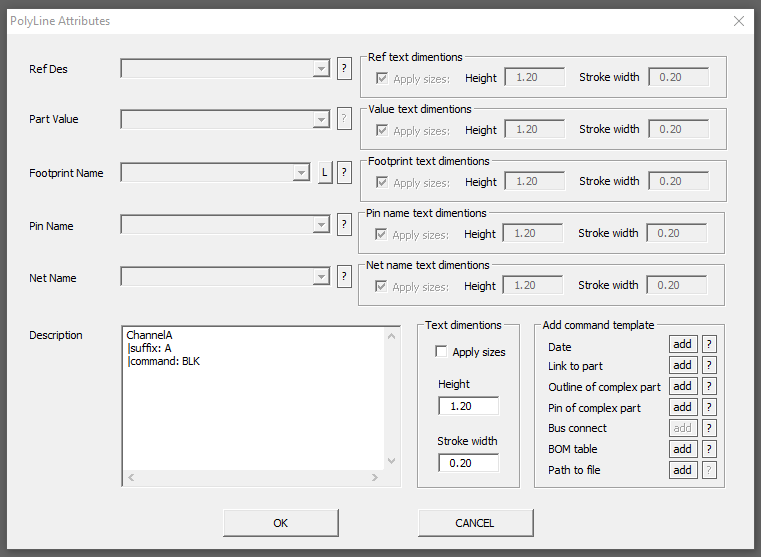 PolyLine Attributes
Ref Des
?
Ref text dimentions
Apply sizes: Height 1.20 Stroke width 0.20
Part Value
?
Value text dimentions
Apply sizes: Height 1.20 Stroke width 0.20
Footprint Name
L ?
Footprint text dimentions
Apply sizes: Height 1.20 Stroke width 0.20
Pin Name
?
Pin name text dimentions
Apply sizes: Height 1.20 Stroke width 0.20
Net Name
?
Net name text dimentions
Apply sizes: Height 1.20 Stroke width 0.20
Description
ChannelA
|suffix: A
|command: BLK
Text dimentions
Apply sizes
Height
1.20
Stroke width
0.20
Add command template
Date add ?
Link to part add ?
Outline of complex part add ?
Pin of complex part add ?
Bus connect add ?
BOM table add ?
Path to file add ?
OK CANCEL